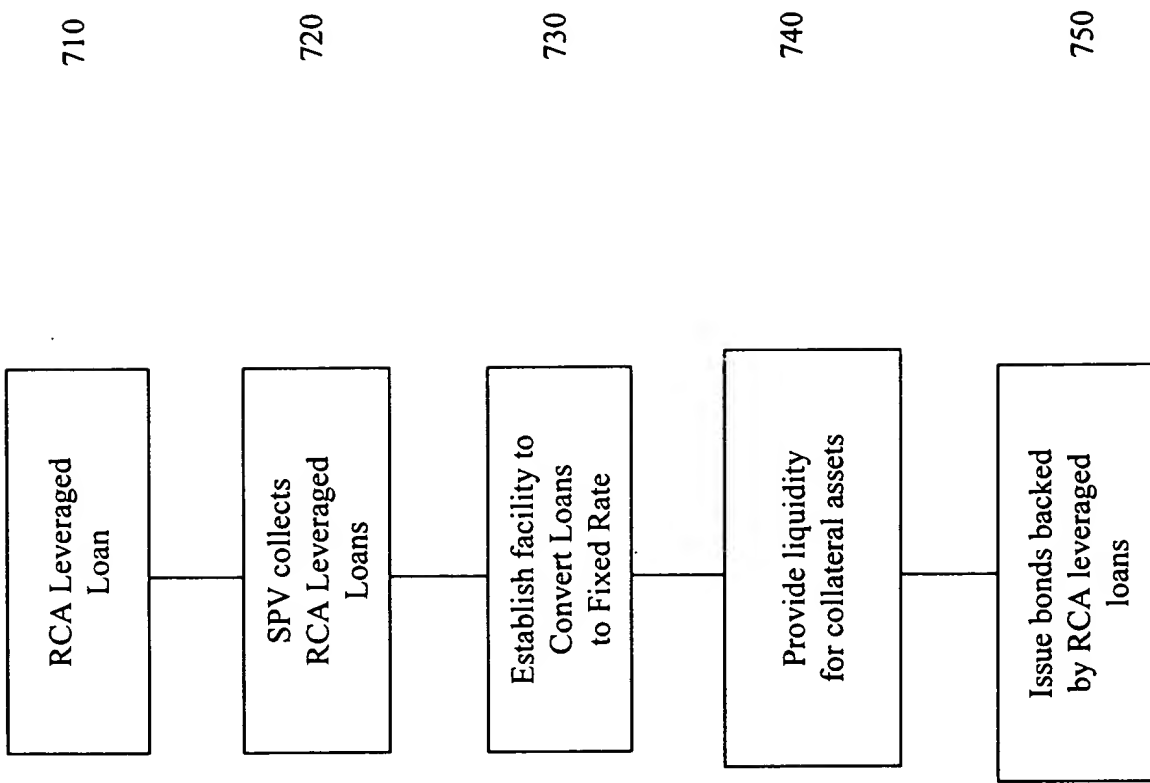 RCA Leveraged
Loan
710
SPV collects
RCA Leveraged
Loans
720
Establish facility to
Convert Loans
to Fixed Rate
730
Provide liquidity
for collateral assets
740
Issue bonds backed
by RCA leveraged
loans
750